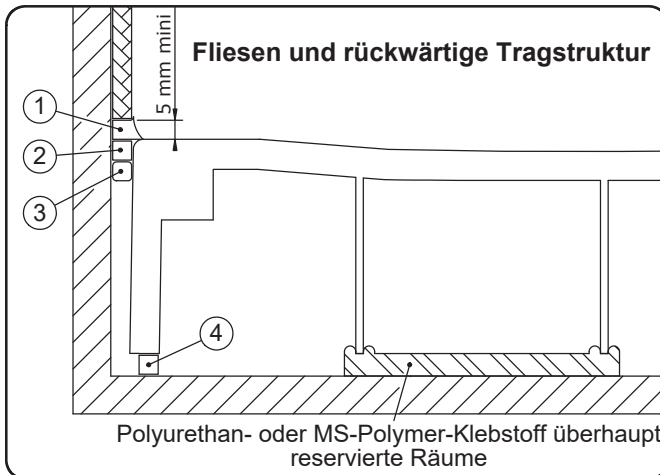 Fliesen und rückwärtige Tragstruktur
5 mm mini
1
2
3
4
Polyurethan- oder MS-Polymer-Klebstoff überhaupt
reservierte Räume